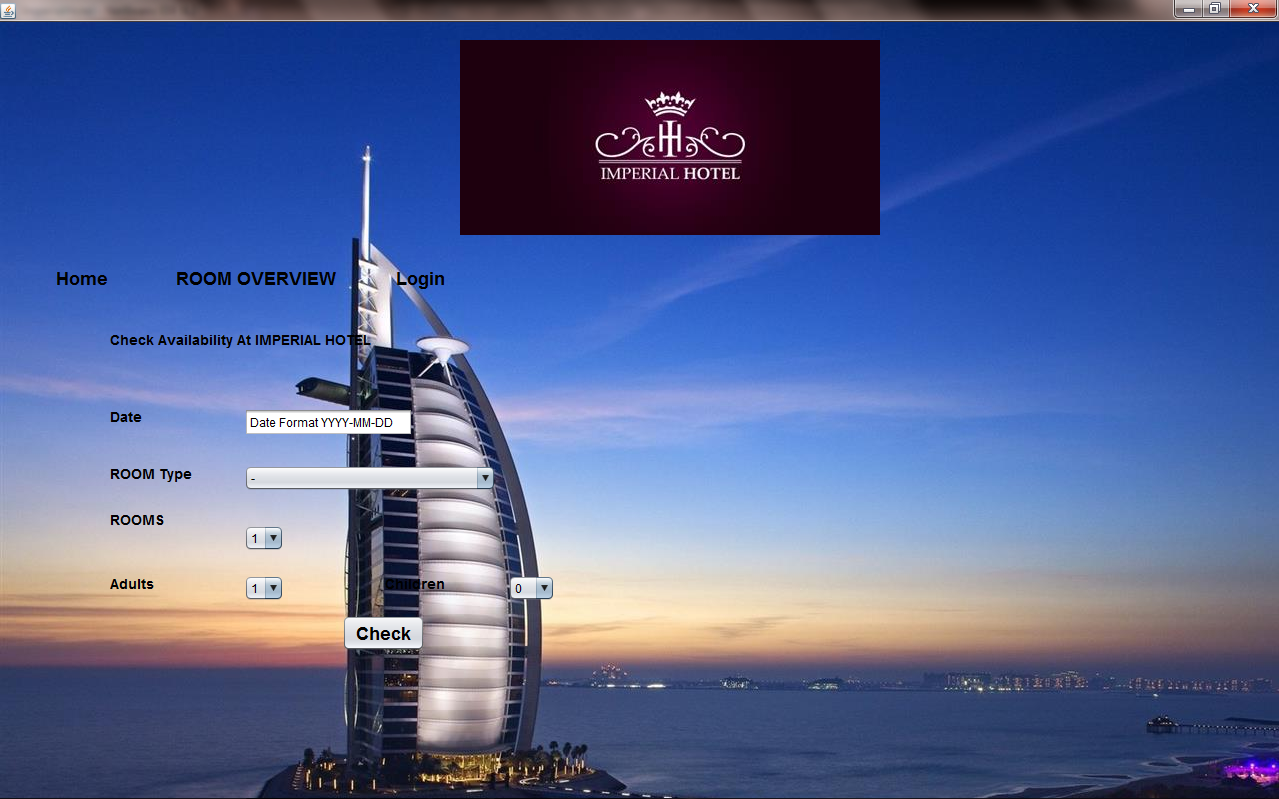 IH
IMPERIAL HOTEL
Home ROOM OVERVIEW Login
Check Availability At IMPERIAL HOTEL
Date Date Format YYYY-MM-DD
ROOM Type -
ROOMS
1
Adults 1 Children 0
Check